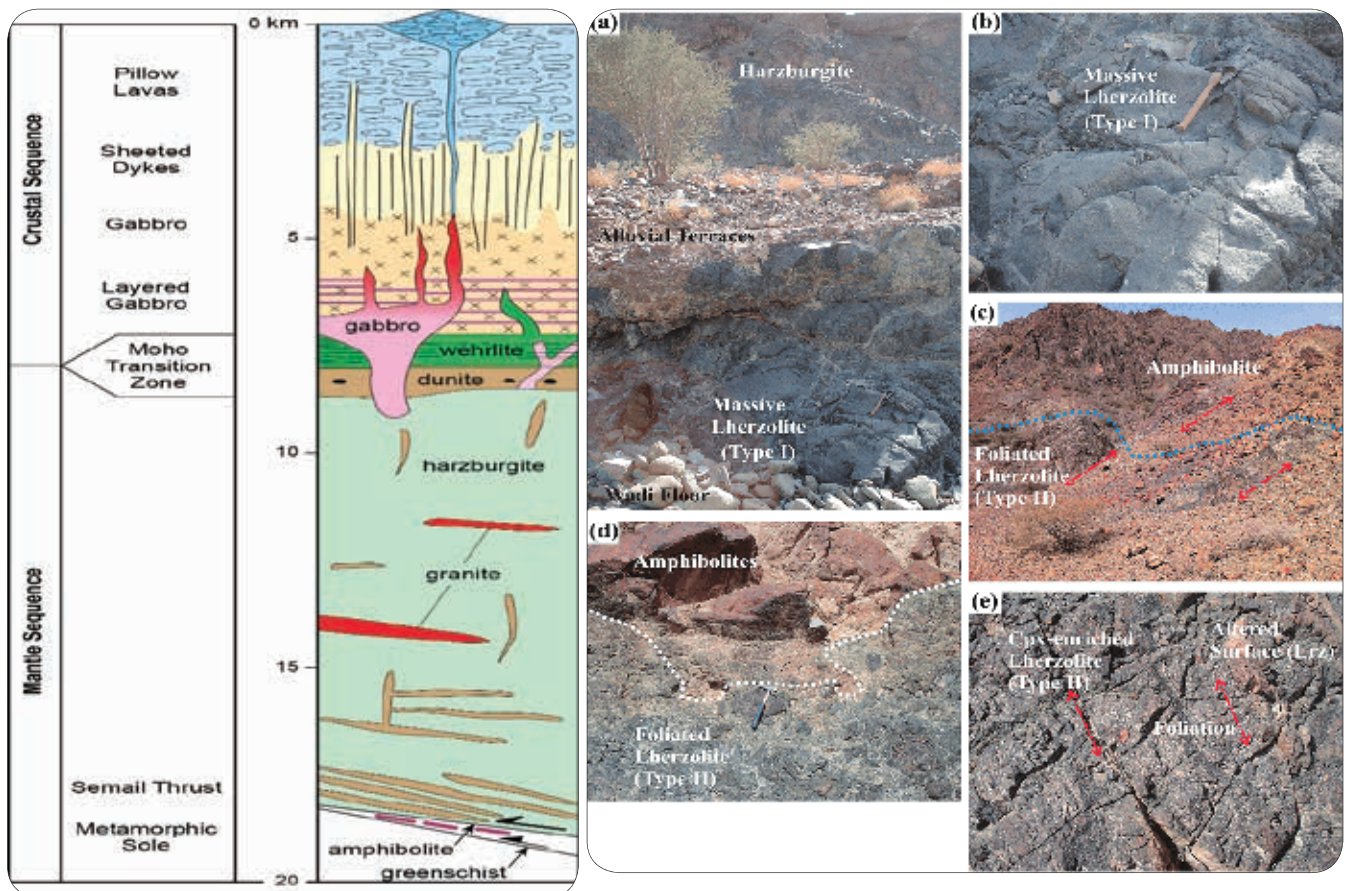 Crustal Sequence
Mantle Sequence
Pillow
Lavas
Sheeted
Dykes
Gabbro
Layered
Gabbro
Moho
Transition
Zone
Semail Thrust
Metamorphic
Sole
0 km
5
10
15
20
gabbro
wehrlite
dunite
harzburgite
granite
amphibolite
greenschist
(a)
Harzburgite
Alluvial Terraces
Massive
Lherzolite
(Type I)
Wadi Floor
(b)
Massive
Lherzolite
(Type I)
(c)
Amphibolite
Foliated
Lherzolite
(Type II)
(d)
Amphibolites
Foliated
Lherzolite
(Type II)
(e)
Cpx-enriched
Lherzolite
(Type II)
Altered
Surface (Lrz)
Foliation